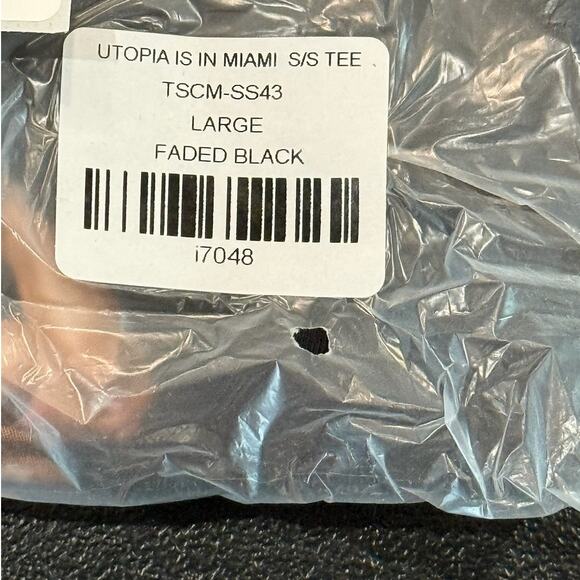 UTOPIA IS IN MIAMI S/S TEE
TSCM-SS43
LARGE
FADED BLACK
i7048